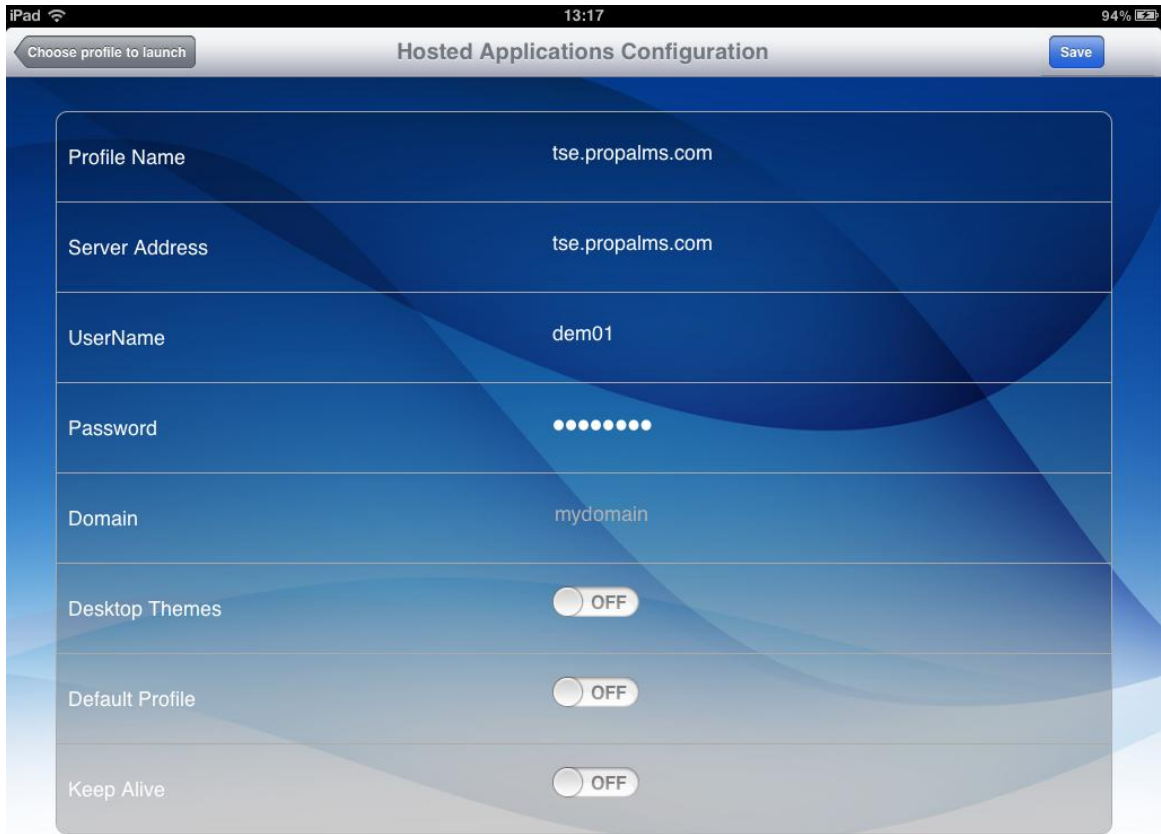 iPad 13:17 94%
Choose profile to launch Hosted Applications Configuration Save
Profile Name tse.propalms.com
Server Address tse.propalms.com
UserName dem01
Password ••••••••
Domain mydomain
Desktop Themes OFF
Default Profile OFF
Keep Alive OFF